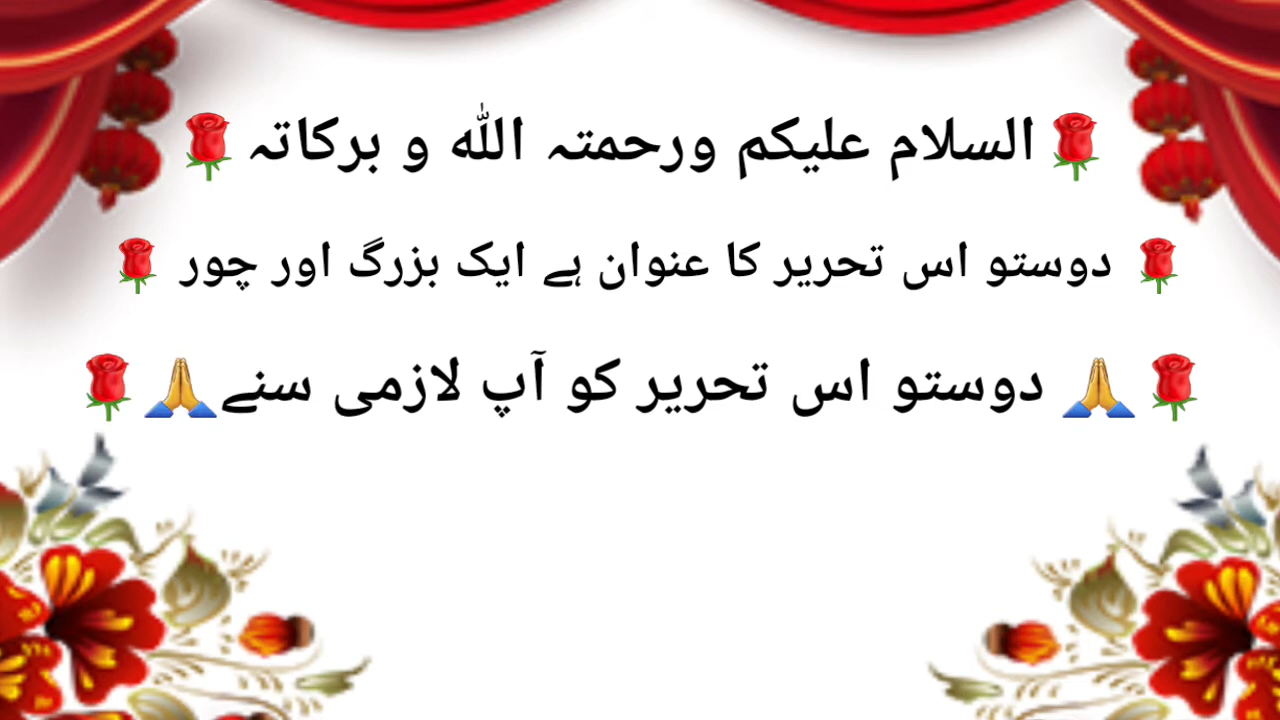 🌹السلام علیکم ورحمتہ اللہ و برکاتہ🌹
🌹 دوستو اس تحریر کا عنوان ہے ایک بزرگ اور چور 🌹
🌹🙏 دوستو اس تحریر کو آپ لازمی سنے🙏🌹